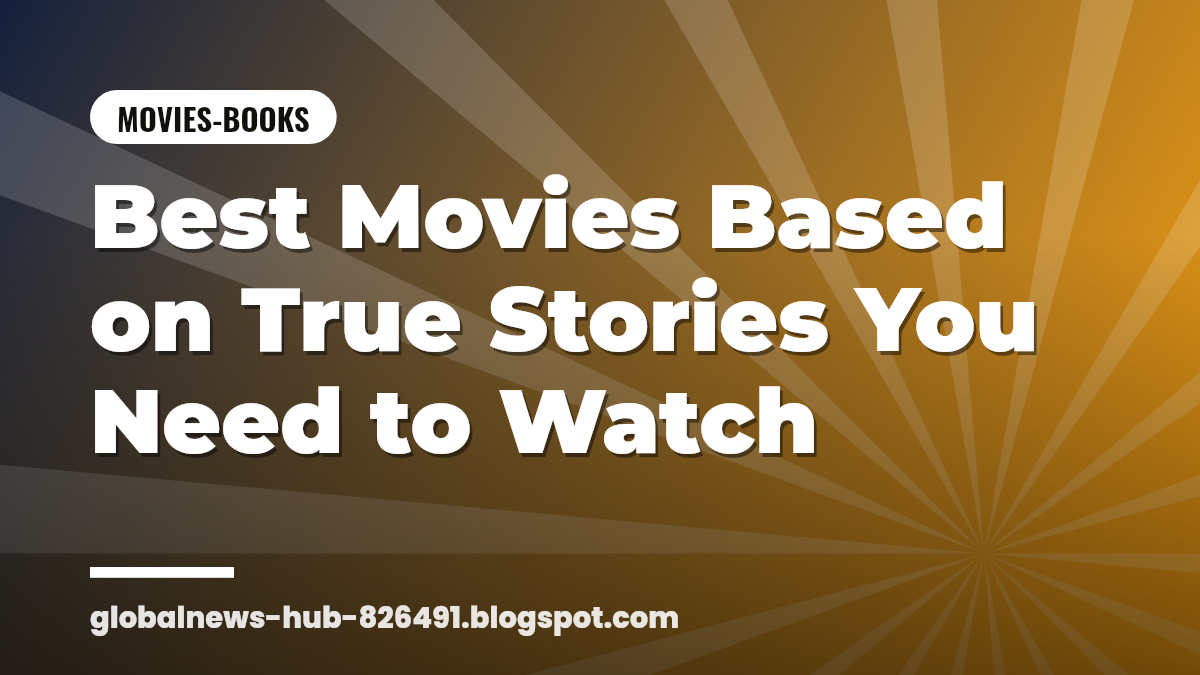 MOVIES-BOOKS
Best Movies Based
on True Stories You
Need to Watch
globalnews-hub-826491.blogspot.com